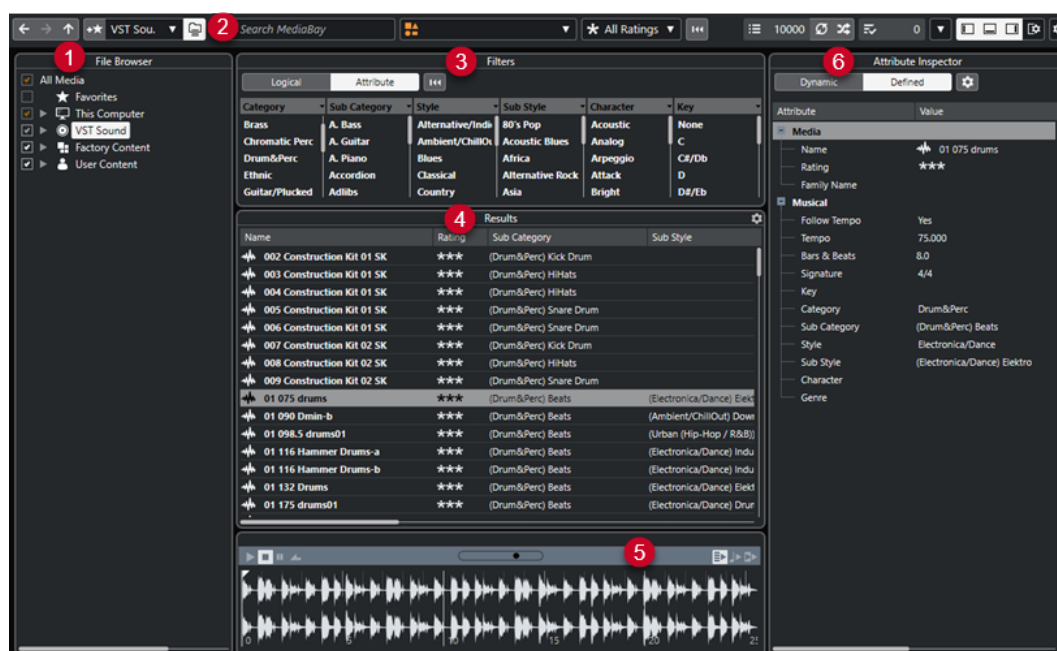 VST Sou.
2
Search MediaBay
All Ratings
10000
0
1
File Browser
All Media
Favorites
This Computer
VST Sound
Factory Content
User Content
3
Filters
Logical
Attribute
Category Sub Category Style Sub Style Character Key
Brass A. Bass Alternative/Indi 80's Pop Acoustic None
Chromatic Perc A. Guitar Ambient/ChillOu Acoustic Blues Analog C
Drum&Perc A. Piano Blues Africa Arpeggio C#/Db
Ethnic Accordion Classical Alternative Rock Attack D
Guitar/Plucked Adlibs Country Asia Bright D#/Eb
4
Results
Name Rating Sub Category Sub Style
002 Construction Kit 01 SK *** (Drum&Perc) Kick Drum
003 Construction Kit 01 SK *** (Drum&Perc) HiHats
004 Construction Kit 01 SK *** (Drum&Perc) HiHats
005 Construction Kit 01 SK *** (Drum&Perc) Snare Drum
006 Construction Kit 01 SK *** (Drum&Perc) Snare Drum
007 Construction Kit 02 SK *** (Drum&Perc) Kick Drum
008 Construction Kit 02 SK *** (Drum&Perc) HiHats
009 Construction Kit 02 SK *** (Drum&Perc) Snare Drum
01 075 drums *** (Drum&Perc) Beats (Electronica/Dance) Elekt
01 090 Dmin-b *** (Drum&Perc) Beats (Ambient/ChillOut) Down
01 098.5 drums01 *** (Drum&Perc) Beats (Urban (Hip-Hop / R&B))
01 116 Hammer Drums-a *** (Drum&Perc) Beats (Electronica/Dance) Indu
01 116 Hammer Drums-b *** (Drum&Perc) Beats (Electronica/Dance) Indu
01 132 Drums *** (Drum&Perc) Beats (Electronica/Dance) Elekt
01 175 drums01 *** (Drum&Perc) Beats (Electronica/Dance) Drur
5
0 5 10 15 20 25
6
Attribute Inspector
Dynamic
Defined
Attribute Value
Media
Name 01 075 drums
Rating ***
Family Name
Musical
Follow Tempo Yes
Tempo 75.000
Bars & Beats 8.0
Signature 4/4
Key
Category Drum&Perc
Sub Category (Drum&Perc) Beats
Style Electronica/Dance
Sub Style (Electronica/Dance) Elektro
Character
Genre